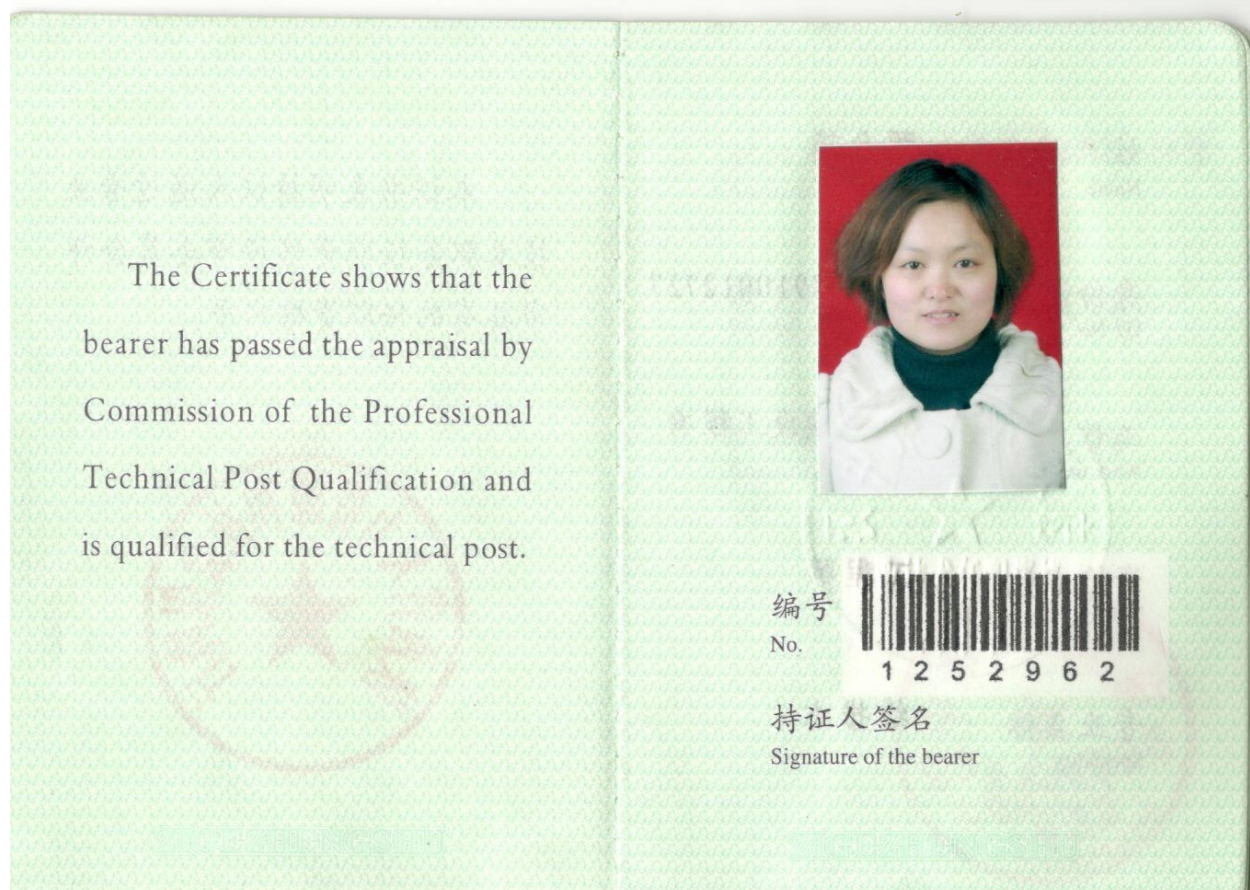 The Certificate shows that the
bearer has passed the appraisal by
Commission of the Professional
Technical Post Qualification and
is qualified for the technical post.
编号
No.
1252962
持证人签名
Signature of the bearer